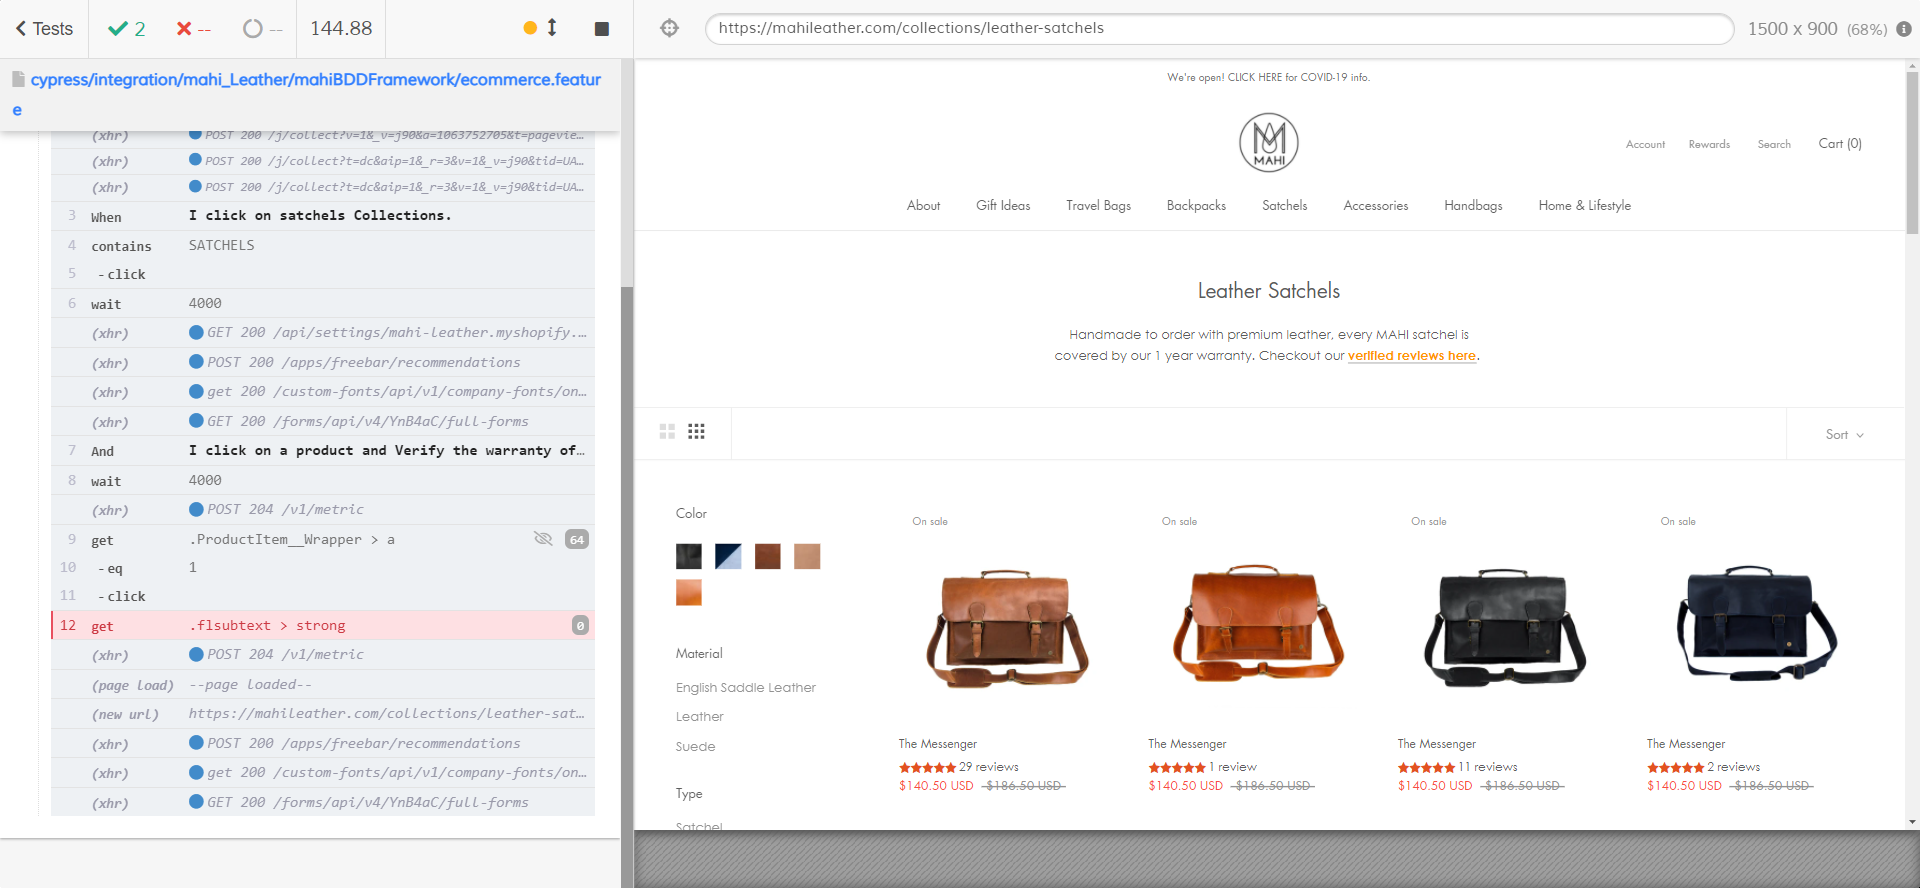 Tests
2
--
--
144.88
https://mahileather.com/collections/leather-satchels
1500 x 900 (68%)
cypress/integration/mahi_Leather/mahiBDDFramework/ecommerce.featur
e
(xhr) POST 200 /j/collect?v=1&_v=j90&a=1063752705&t=pagevie...
(xhr) POST 200 /j/collect?t=dc&aip=1&_r=3&v=1&_v=j90&tid=UA...
(xhr) POST 200 /j/collect?t=dc&aip=1&_r=3&v=1&_v=j90&tid=UA...
3 When I click on satchels Collections.
4 contains SATCHELS
5 - click
6 wait 4000
(xhr) GET 200 /api/settings/mahi-leather.myshopify....
(xhr) POST 200 /apps/freebar/recommendations
(xhr) get 200 /custom-fonts/api/v1/company-fonts/on...
(xhr) GET 200 /forms/api/v4/YnB4aC/full-forms
7 And I click on a product and Verify the warranty of...
8 wait 4000
(xhr) POST 204 /v1/metric
9 get .ProductItem__Wrapper > a 64
10 - eq 1
11 - click
12 get .flsubtext > strong 0
(xhr) POST 204 /v1/metric
(page load) --page loaded--
(new url) https://mahileather.com/collections/leather-sat...
(xhr) POST 200 /apps/freebar/recommendations
(xhr) get 200 /custom-fonts/api/v1/company-fonts/on...
(xhr) GET 200 /forms/api/v4/YnB4aC/full-forms
We're open! CLICK HERE for COVID-19 info.
MAHI
Account Rewards Search Cart (0)
About Gift Ideas Travel Bags Backpacks Satchels Accessories Handbags Home & Lifestyle
Leather Satchels
Handmade to order with premium leather, every MAHI satchel is
covered by our 1 year warranty. Checkout our verified reviews here.
Sort
Color
Material
English Saddle Leather
Leather
Suede
Type
Satchel
On sale On sale On sale On sale
The Messenger The Messenger The Messenger The Messenger
29 reviews 1 review 11 reviews 2 reviews
$140.50 USD $186.50 USD $140.50 USD $186.50 USD $140.50 USD $186.50 USD $140.50 USD $186.50 USD